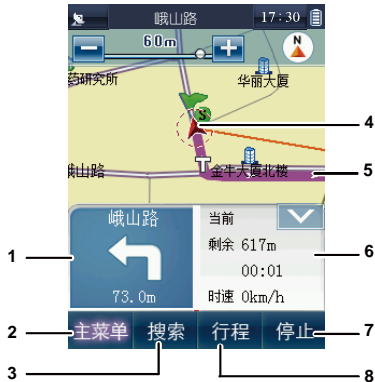 峨山路 17:30
60m
N
药研究所
华丽大厦
S
4
峨山路
金牛大厦北楼
5
峨山路
73.0m
当前
剩余 617m
00:01
时速 0km/h
1
6
主菜单 搜索 行程 停止
2
7
3
8